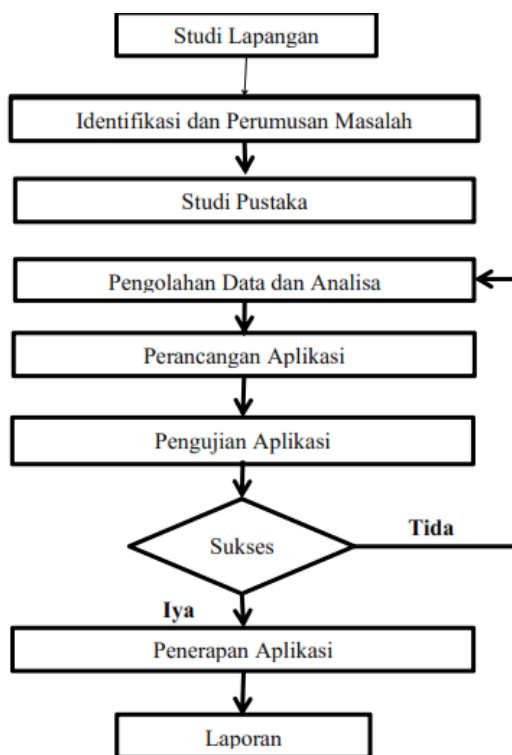 Studi Lapangan
Identifikasi dan Perumusan Masalah
Studi Pustaka
Pengolahan Data dan Analisa
Perancangan Aplikasi
Pengujian Aplikasi
Sukses
Tida
Iya
Penerapan Aplikasi
Laporan